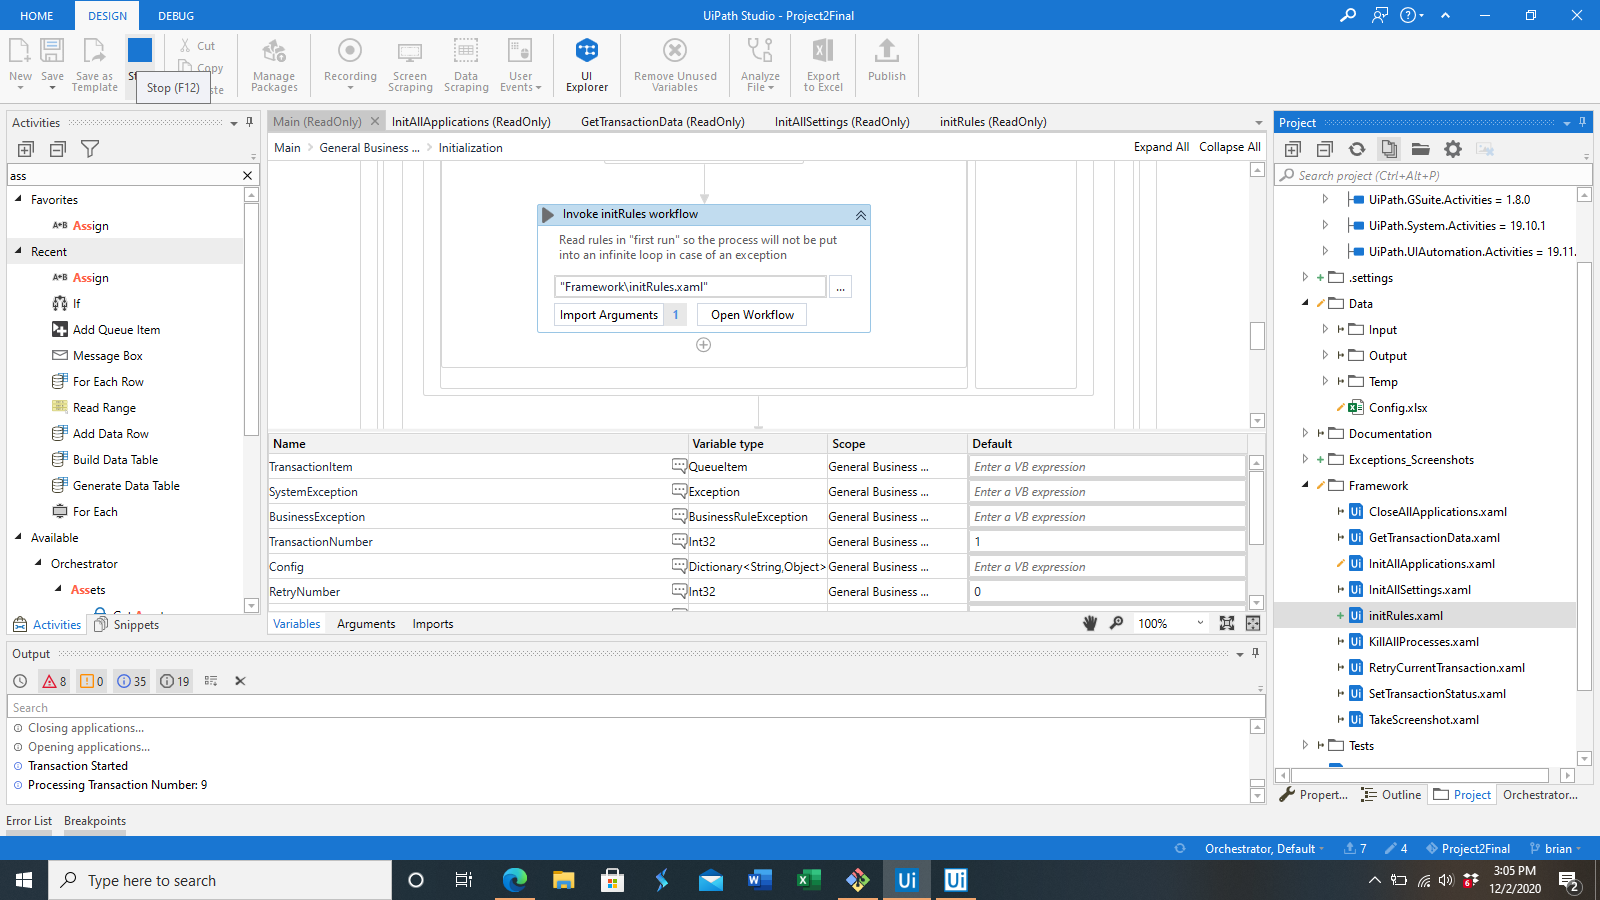 HOME DESIGN DEBUG
UiPath Studio - Project2Final
New
Save
Save as Template
Stop (F12)
Cut
Copy
Manage Packages
Recording
Screen Scraping
Data Scraping
User Events
UI Explorer
Remove Unused Variables
Analyze File
Export to Excel
Publish
Activities
ass
Favorites
A+B Assign
Recent
A+B Assign
If
Add Queue Item
Message Box
For Each Row
Read Range
Add Data Row
Build Data Table
Generate Data Table
For Each
Available
Orchestrator
Assets
Activities Snippets
Main (ReadOnly) InitAllApplications (ReadOnly) GetTransactionData (ReadOnly) InitAllSettings (ReadOnly) initRules (ReadOnly)
Main > General Business ... > Initialization
Expand All Collapse All
Invoke initRules workflow
Read rules in "first run" so the process will not be put
into an infinite loop in case of an exception
"Framework\initRules.xaml"
...
Import Arguments 1 Open Workflow
Name Variable type Scope Default
TransactionItem QueueItem General Business ... Enter a VB expression
SystemException Exception General Business ... Enter a VB expression
BusinessException BusinessRuleException General Business ... Enter a VB expression
TransactionNumber Int32 General Business ... 1
Config Dictionary<String,Object> General Business ... Enter a VB expression
RetryNumber Int32 General Business ... 0
Variables Arguments Imports
100%
Output
8 0 35 19
Search
Closing applications...
Opening applications...
Transaction Started
Processing Transaction Number: 9
Error List Breakpoints
Project
Search project (Ctrl+Alt+P)
UiPath.GSuite.Activities = 1.8.0
UiPath.System.Activities = 19.10.1
UiPath.UIAutomation.Activities = 19.11.
.settings
Data
Input
Output
Temp
Config.xlsx
Documentation
Exceptions_Screenshots
Framework
CloseAllApplications.xaml
GetTransactionData.xaml
InitAllApplications.xaml
InitAllSettings.xaml
initRules.xaml
KillAllProcesses.xaml
RetryCurrentTransaction.xaml
SetTransactionStatus.xaml
TakeScreenshot.xaml
Tests
Propert... Outline Project Orchestrator...
Orchestrator, Default 7 4 Project2Final brian
Type here to search
3:05 PM
12/2/2020
6
2